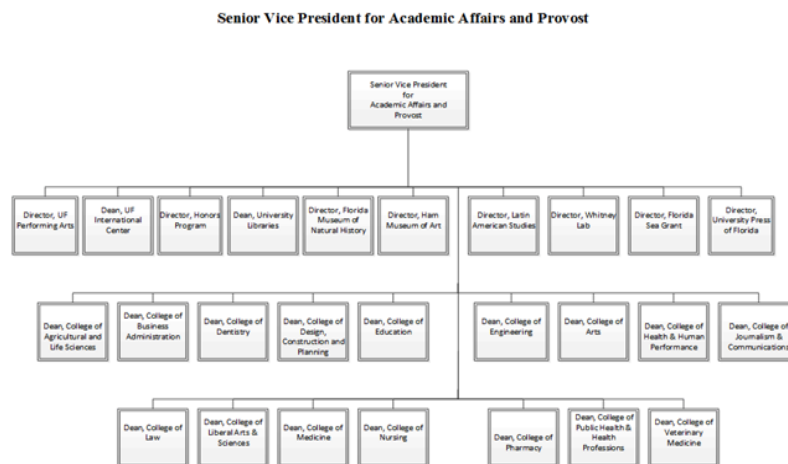 Senior Vice President for Academic Affairs and Provost
Senior Vice President
for
Academic Affairs and
Provost
Director, UF
Performing Arts
Dean, UF
International
Center
Director, Honors
Program
Dean, University
Libraries
Director, Florida
Museum of
Natural History
Director, Harn
Museum of Art
Director, Latin
American Studies
Director, Whitney
Lab
Director, Florida
Sea Grant
Director,
University Press
of Florida
Dean, College of
Agricultural and
Life Sciences
Dean, College of
Business
Administration
Dean, College of
Dentistry
Dean, College of
Design,
Construction and
Planning
Dean, College of
Education
Dean, College of
Engineering
Dean, College of
Arts
Dean, College of
Health & Human
Performance
Dean, College of
Journalism &
Communications
Dean, College of
Law
Dean, College of
Liberal Arts &
Sciences
Dean, College of
Medicine
Dean, College of
Nursing
Dean, College of
Pharmacy
Dean, College of
Public Health &
Health
Professions
Dean, College of
Veterinary
Medicine